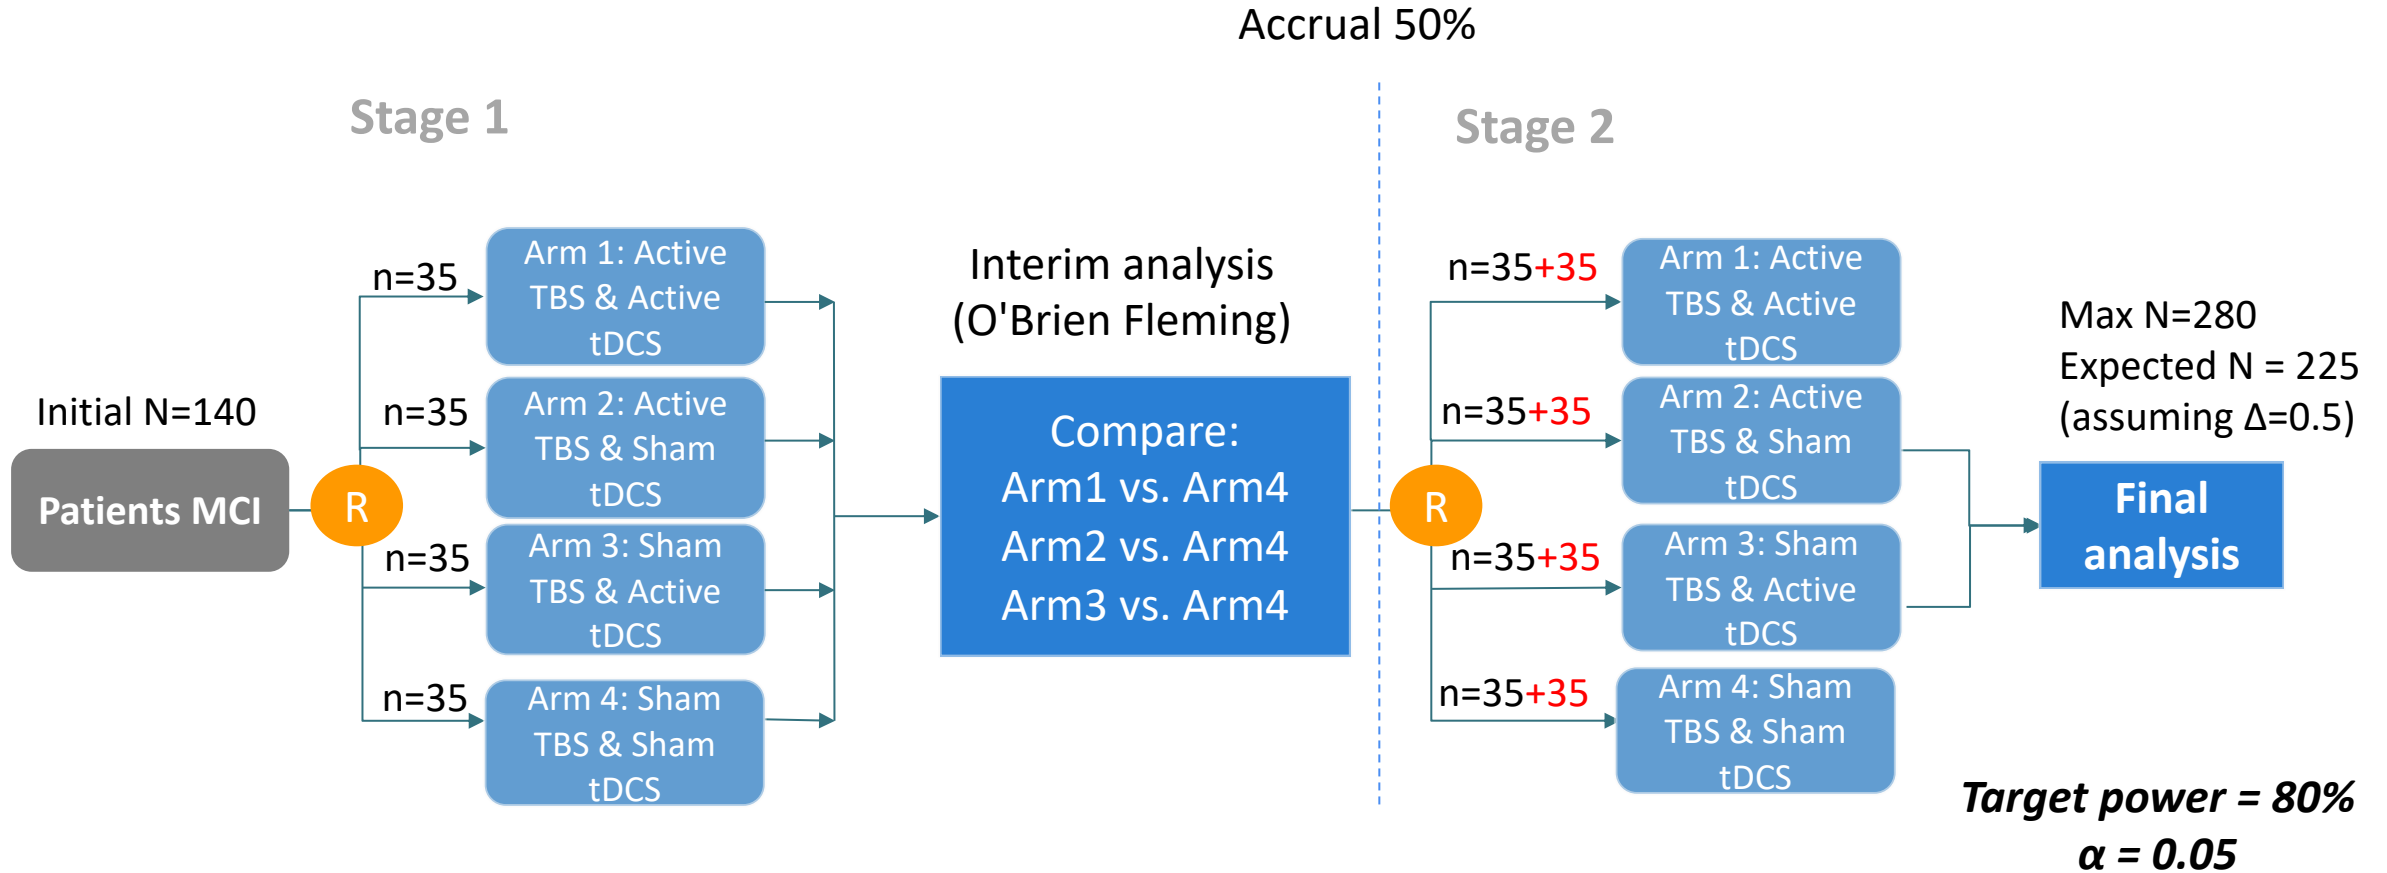 Accrual 50%
Stage 1
Stage 2
Initial N=140
Patients MCI
R
n=35
Arm 1: Active
TBS & Active
tDCS
n=35
Arm 2: Active
TBS & Sham
tDCS
n=35
Arm 3: Sham
TBS & Active
tDCS
n=35
Arm 4: Sham
TBS & Sham
tDCS
Interim analysis
(O'Brien Fleming)
Compare:
Arm1 vs. Arm4
Arm2 vs. Arm4
Arm3 vs. Arm4
R
n=35+35
Arm 1: Active
TBS & Active
tDCS
n=35+35
Arm 2: Active
TBS & Sham
tDCS
n=35+35
Arm 3: Sham
TBS & Active
tDCS
n=35+35
Arm 4: Sham
TBS & Sham
tDCS
Max N=280
Expected N = 225
(assuming Δ=0.5)
Final
analysis
Target power = 80%
α = 0.05